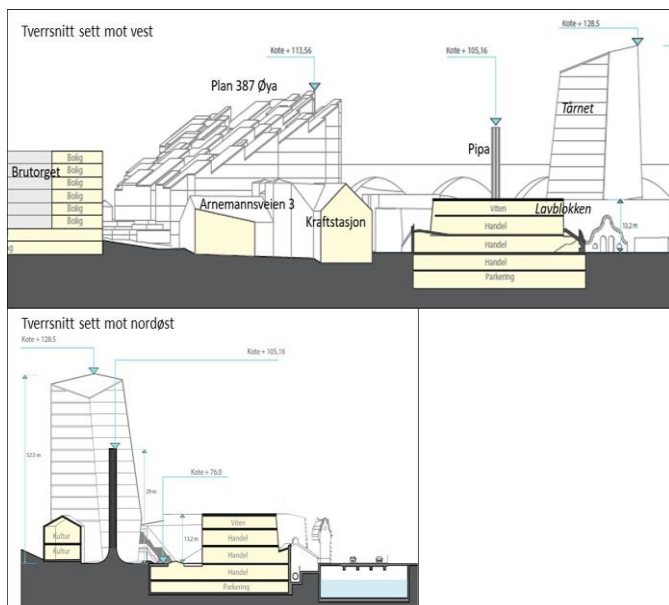 Tverrsnitt sett mot vest
Kote + 128.5
Kote + 113,56
Kote + 105,16
Plan 387 Øya
Tårnet
Pipa
Bolig
Brutorget
Bolig
Bolig
Bolig
Bolig
Bolig
Arnemannsveien 3
Kraftstasjon
Viten
Lavblokken
Handel
13,2 m
Handel
Handel
Parkering
Tverrsnitt sett mot nordøst
Kote + 128.5
Kote + 105,16
52.5 m
29 m
Kote + 76.0
Viten
13,2 m
Kultur
Handel
Kultur
Handel
Handel
Parkering